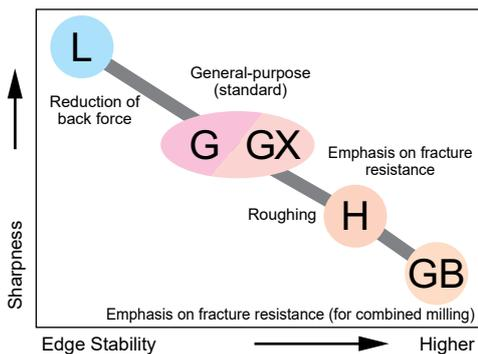 L
General-purpose
(standard)
Reduction of
back force
G GX
Emphasis on fracture
resistance
Roughing
H
GB
Emphasis on fracture resistance (for combined milling)
Sharpness
Edge Stability
Higher